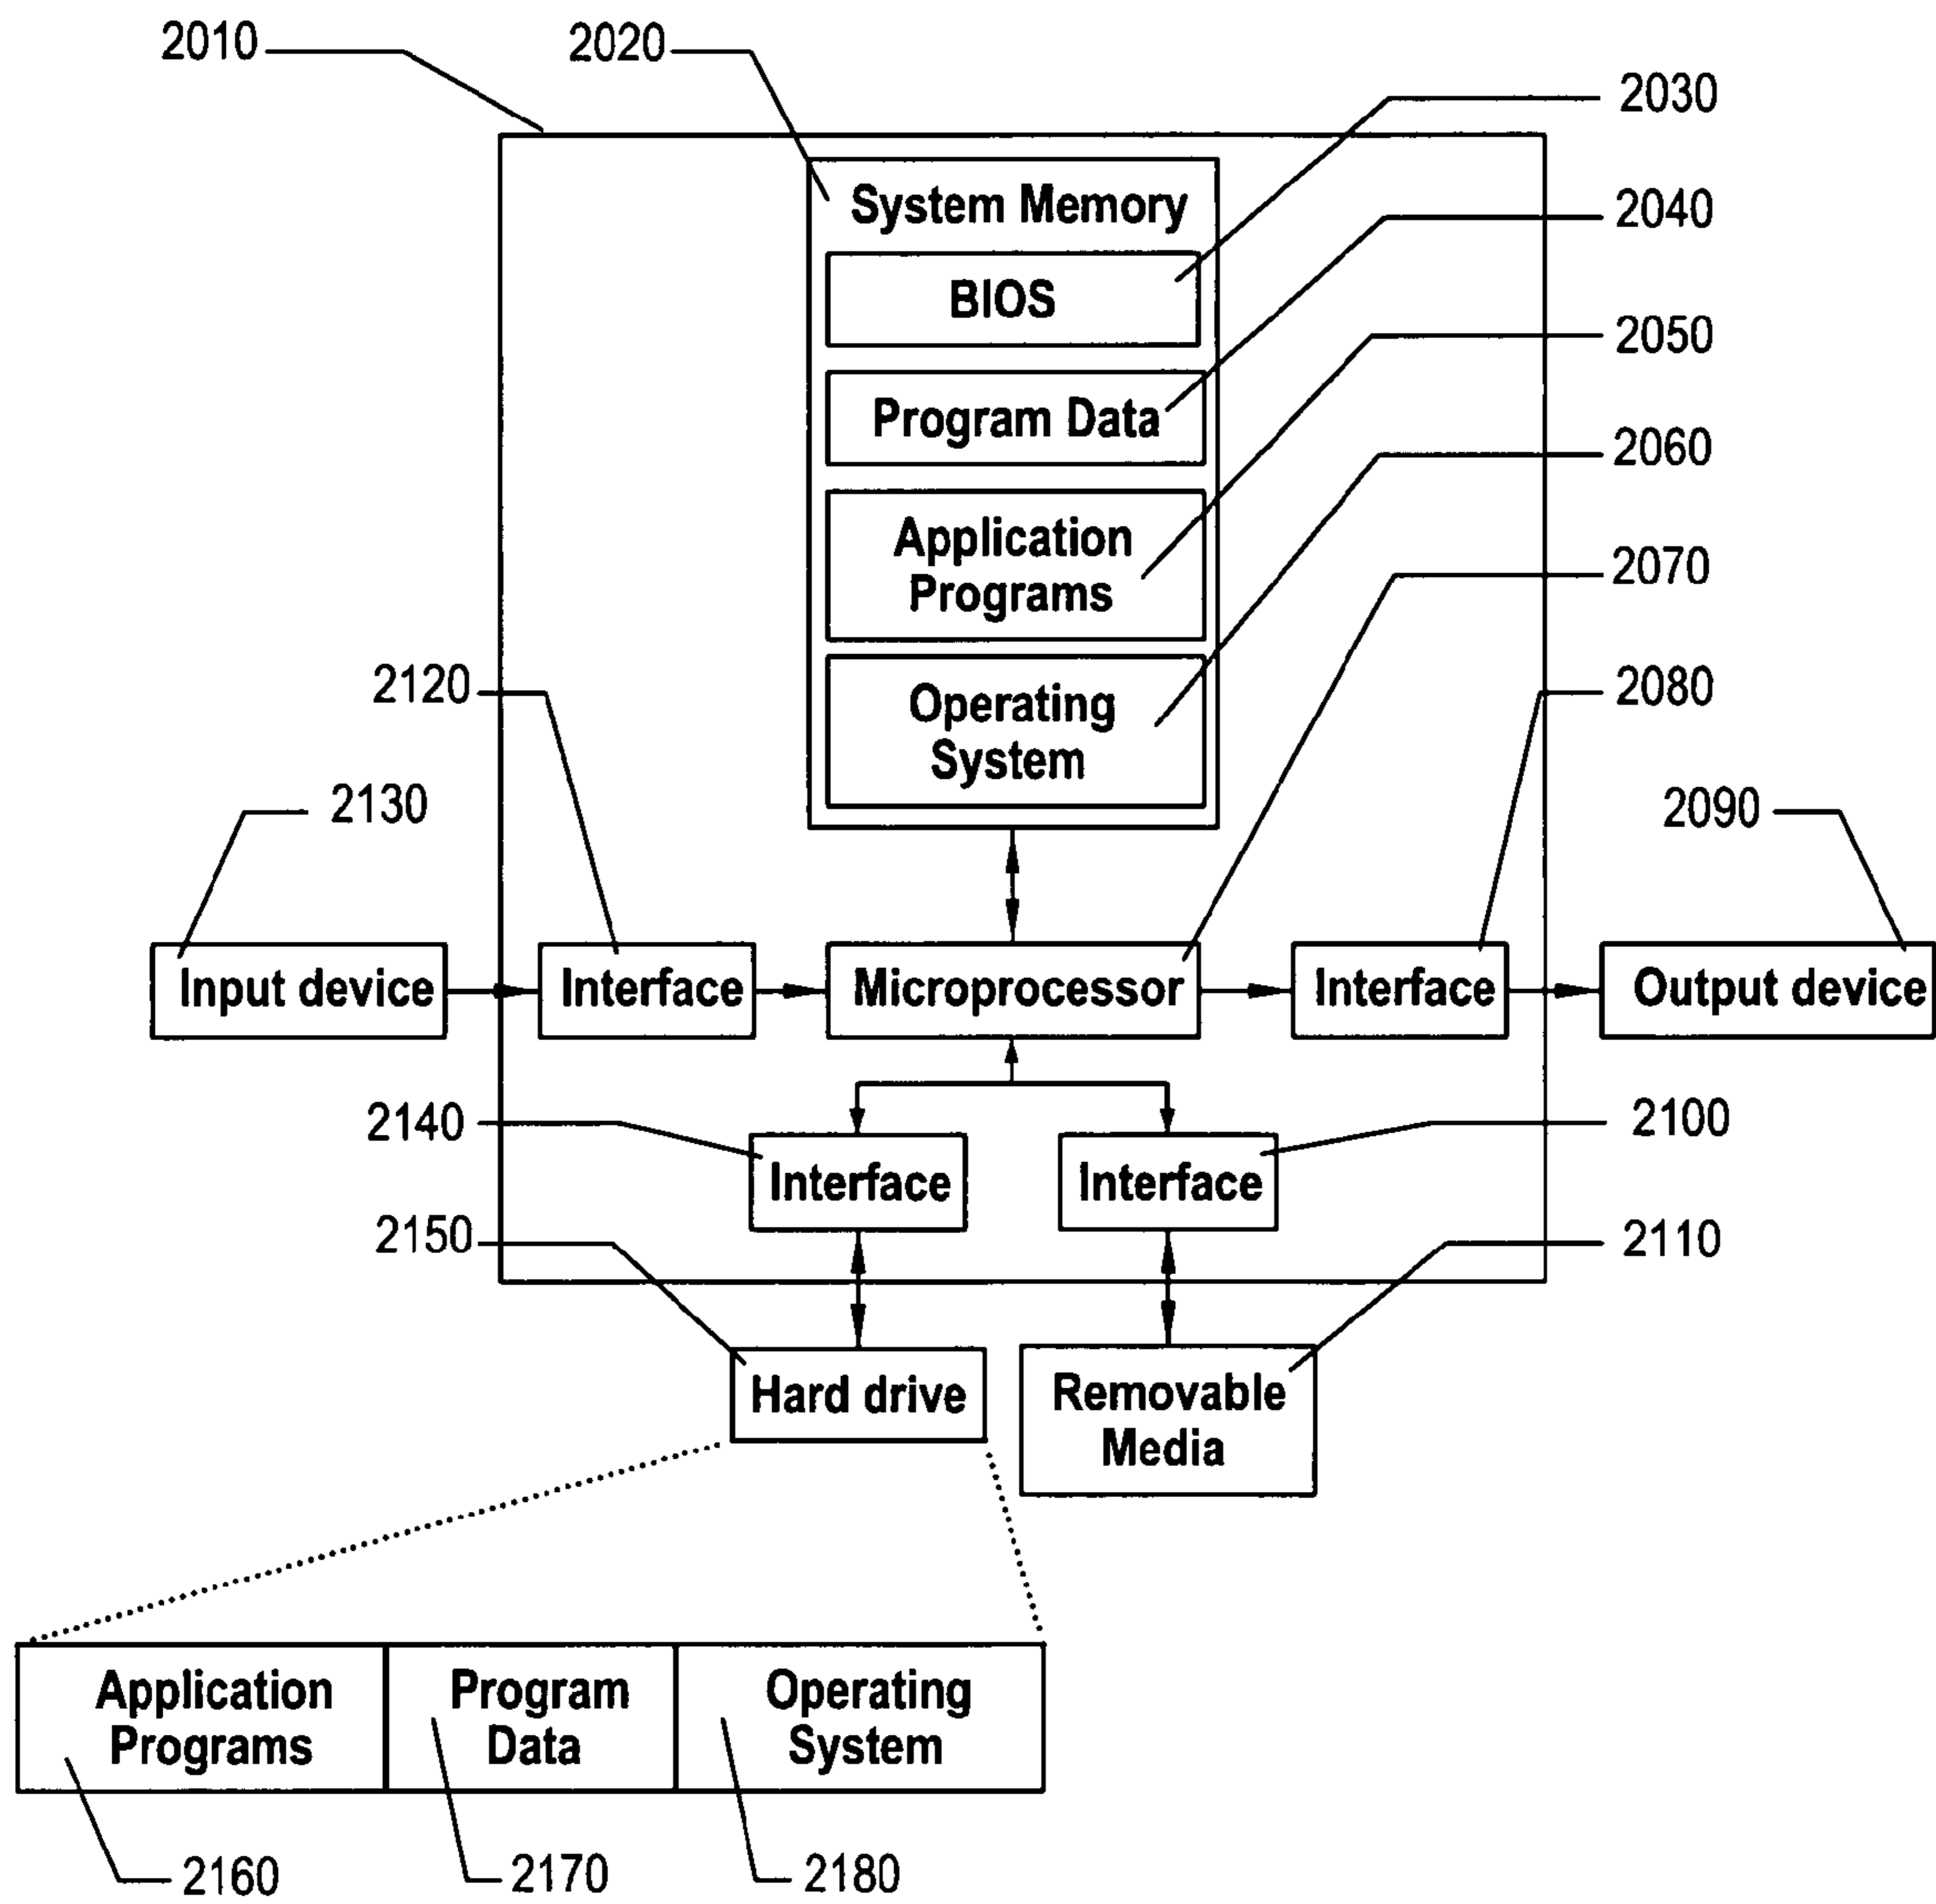 2010
2020
2030
System Memory
2040
BIOS
2050
Program Data
2060
Application
Programs
2070
2120
2080
Operating
System
2130
2090
Input device
Interface
Microprocessor
Interface
Output device
2140
2100
Interface
Interface
2150
2110
Hard drive
Removable
Media
Application
Programs
Program
Data
Operating
System
2160
2170
2180